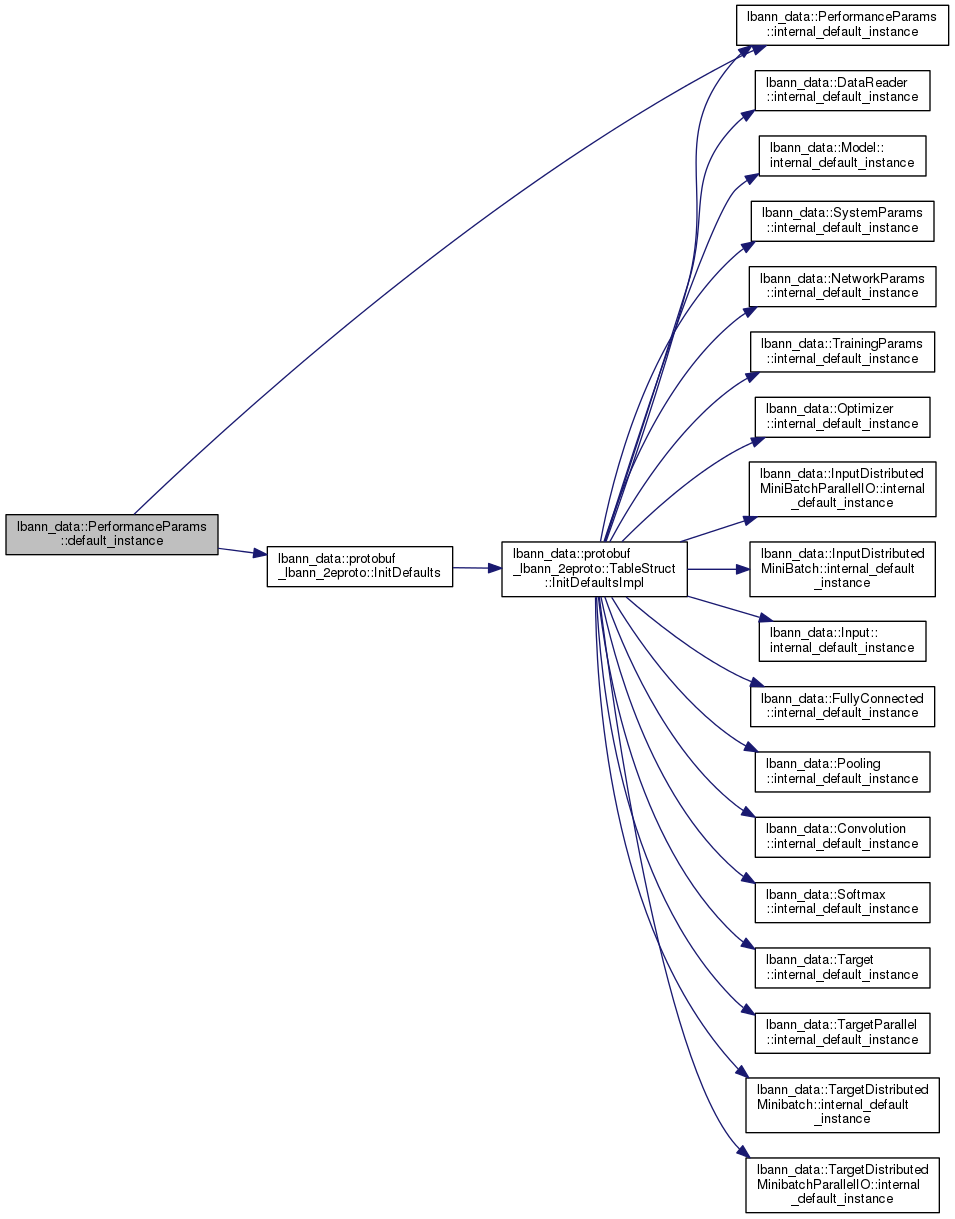 lbann_data::PerformanceParams
::default_instance
lbann_data::protobuf
_lbann_2eproto::InitDefaults
lbann_data::protobuf
_lbann_2eproto::TableStruct
::InitDefaultsImpl
lbann_data::PerformanceParams
::internal_default_instance
lbann_data::DataReader
::internal_default_instance
lbann_data::Model::
internal_default_instance
lbann_data::SystemParams
::internal_default_instance
lbann_data::NetworkParams
::internal_default_instance
lbann_data::TrainingParams
::internal_default_instance
lbann_data::Optimizer
::internal_default_instance
lbann_data::InputDistributed
MiniBatchParallelIO::internal
_default_instance
lbann_data::InputDistributed
MiniBatch::internal_default
_instance
lbann_data::Input::
internal_default_instance
lbann_data::FullyConnected
::internal_default_instance
lbann_data::Pooling
::internal_default_instance
lbann_data::Convolution
::internal_default_instance
lbann_data::Softmax
::internal_default_instance
lbann_data::Target
::internal_default_instance
lbann_data::TargetParallel
::internal_default_instance
lbann_data::TargetDistributed
Minibatch::internal_default
_instance
lbann_data::TargetDistributed
MinibatchParallelIO::internal
_default_instance